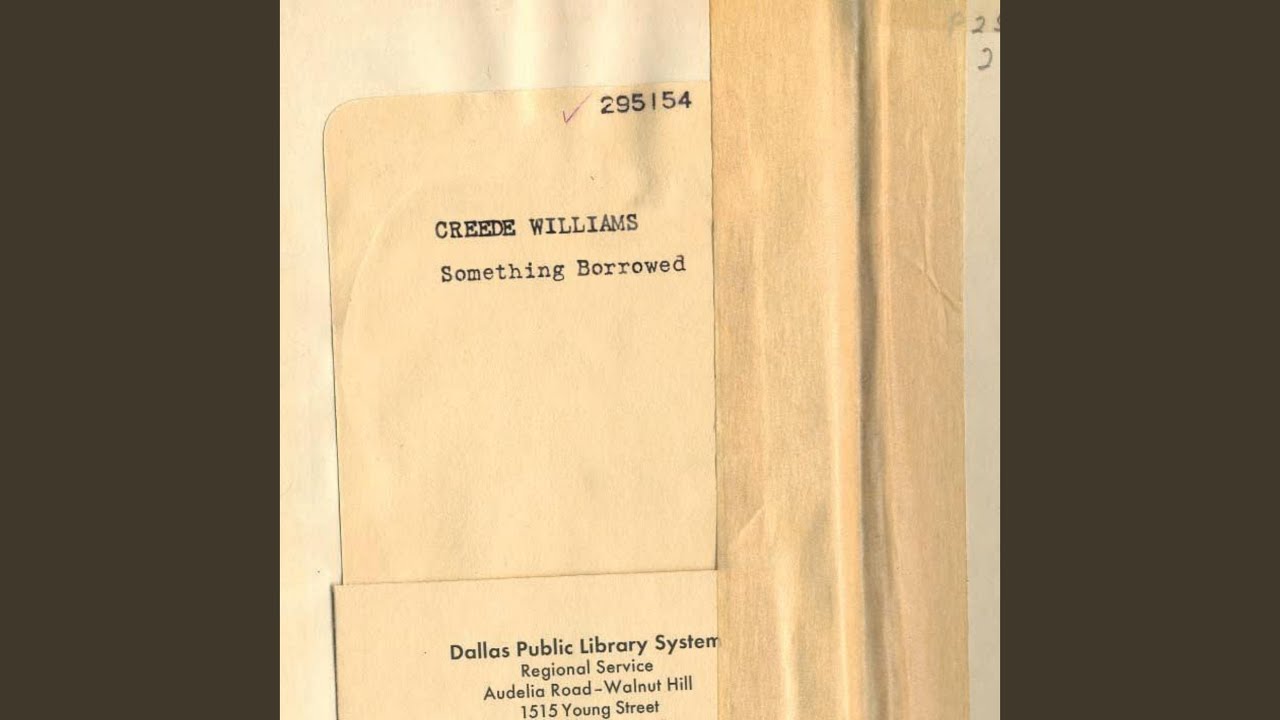 295154
CREEDE WILLIAMS
Something Borrowed
Dallas Public Library System
Regional Service
Audelia Road-Walnut Hill
1515 Young Street